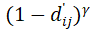 (1 − d′ᵢⱼ)ᵞ